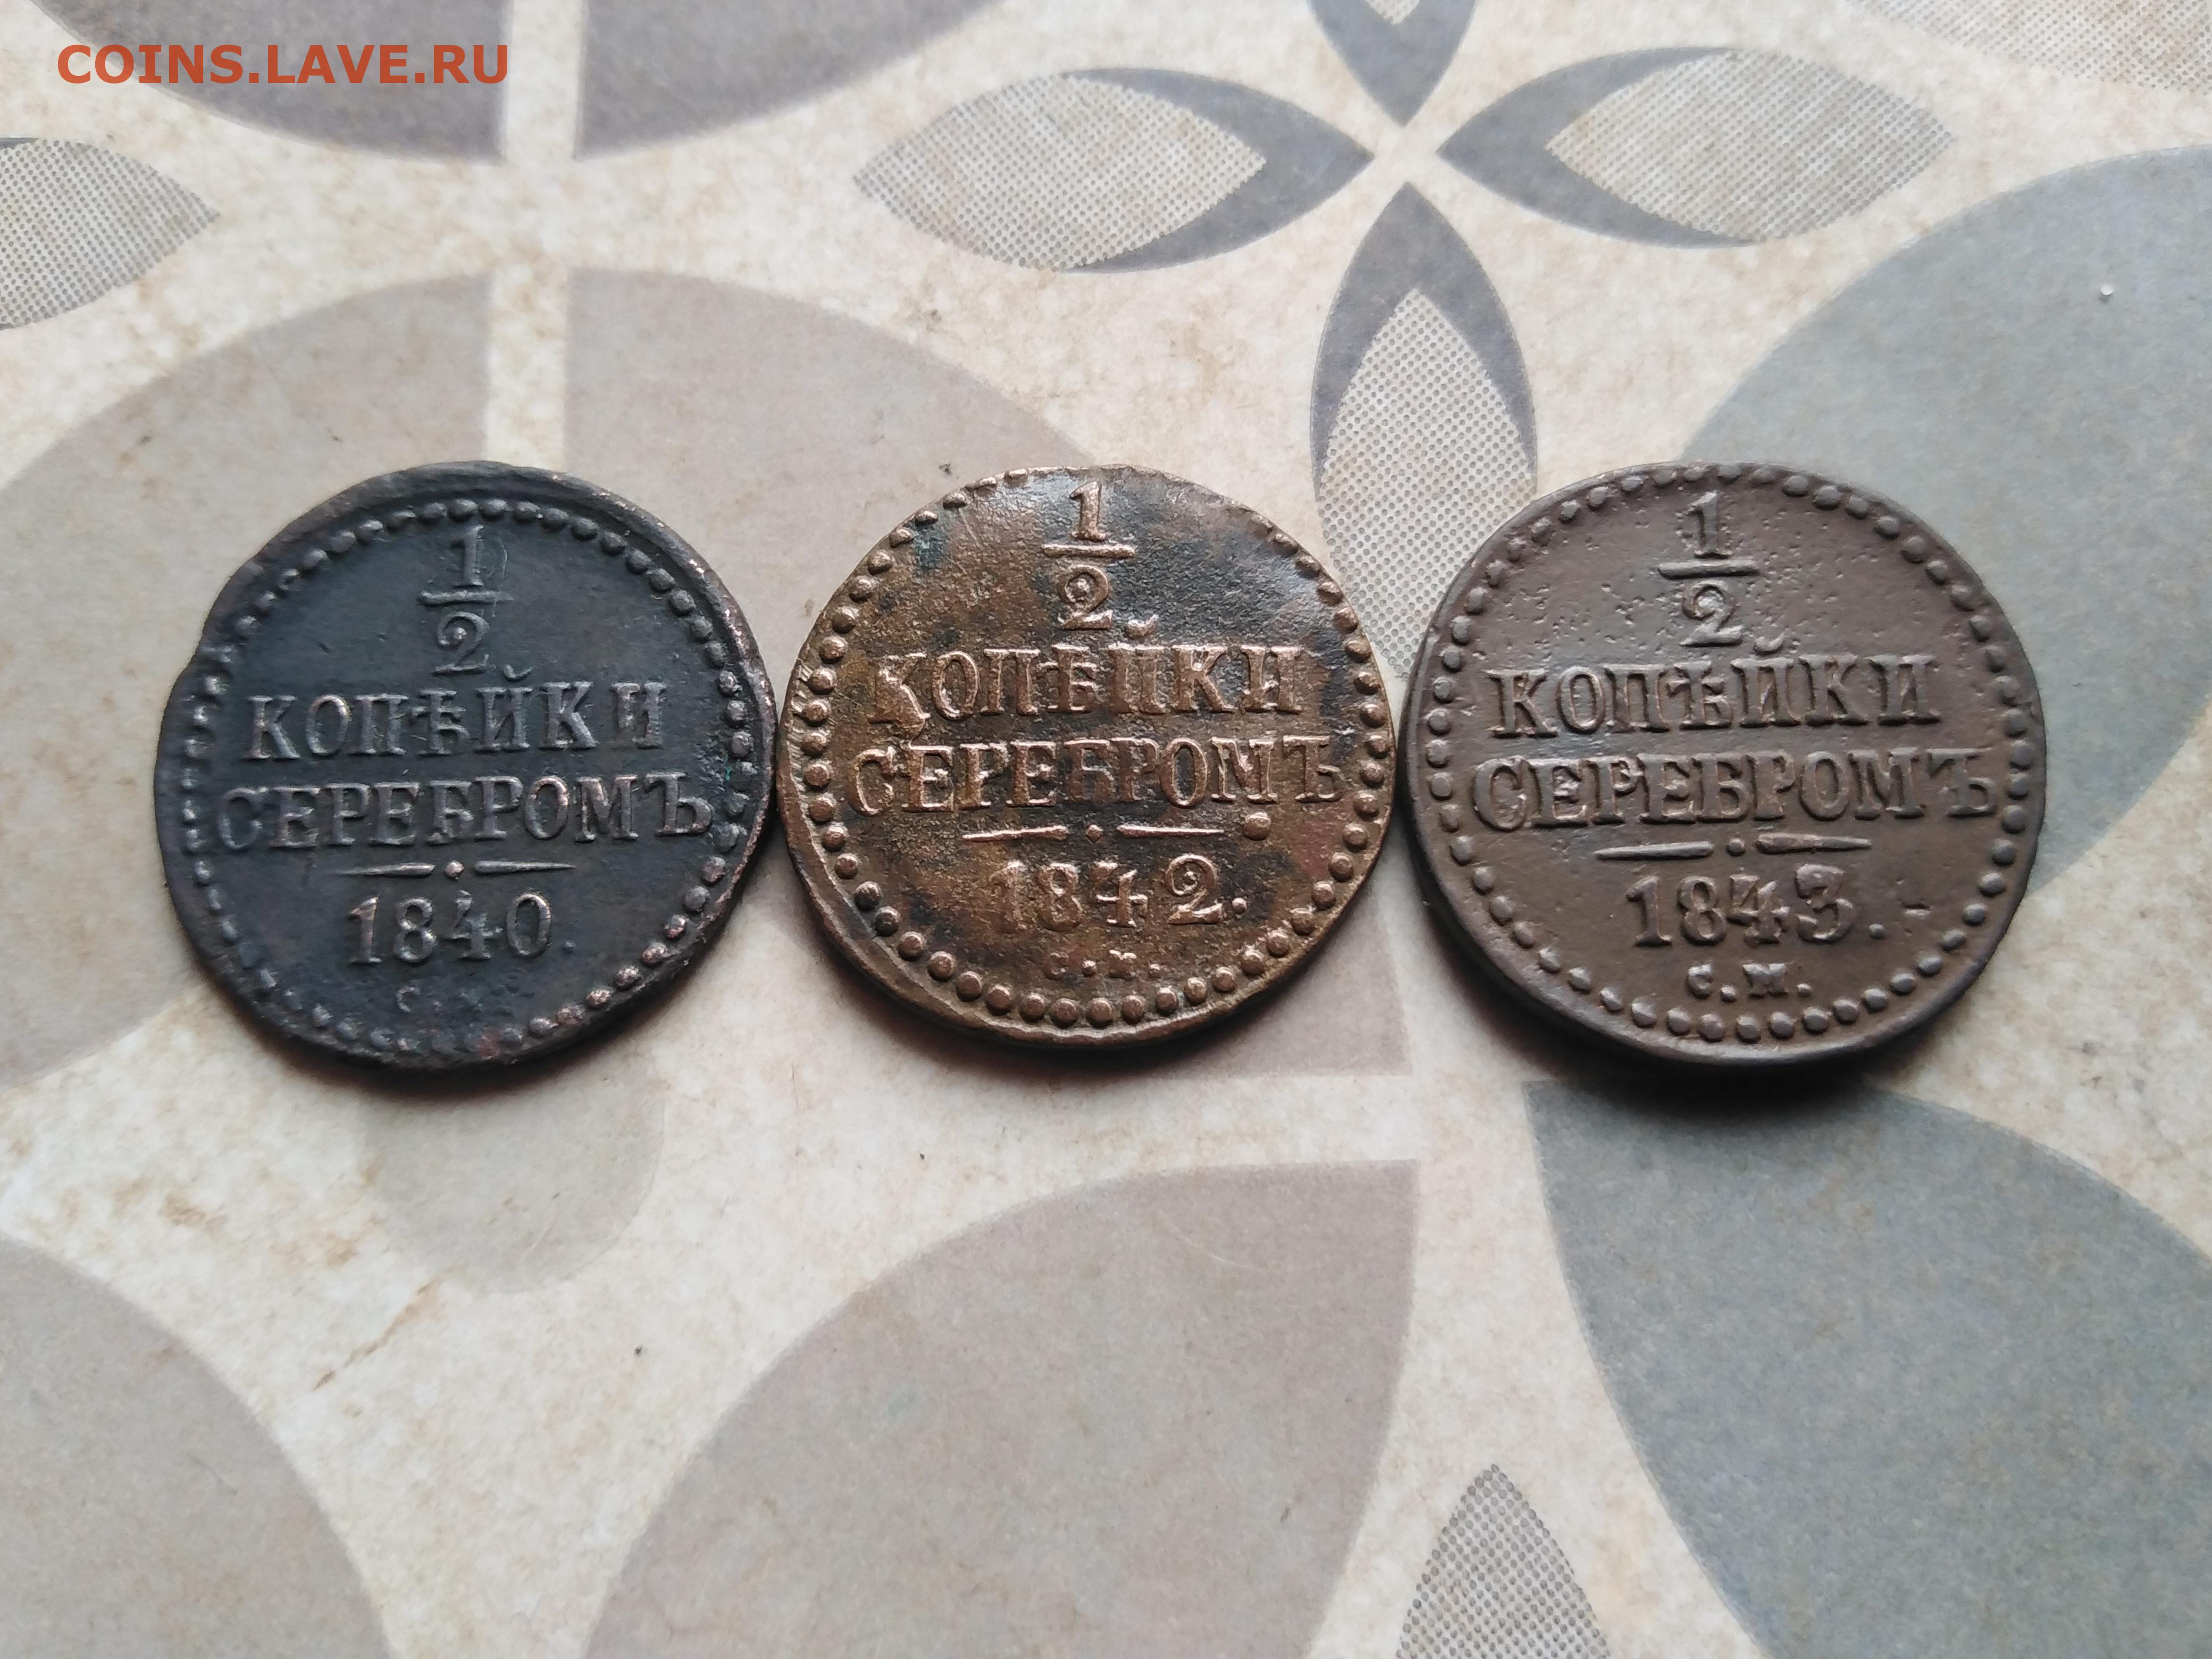 COINS.LAVE.RU
1
2
КОПѢЙКИ
СЕРЕБРОМЪ
1840.
С.
1
2
КОПѢЙКИ
СЕРЕБРОМЪ
1842.
С.М.
1
2
КОПѢЙКИ
СЕРЕБРОМЪ
1843.
С.М.